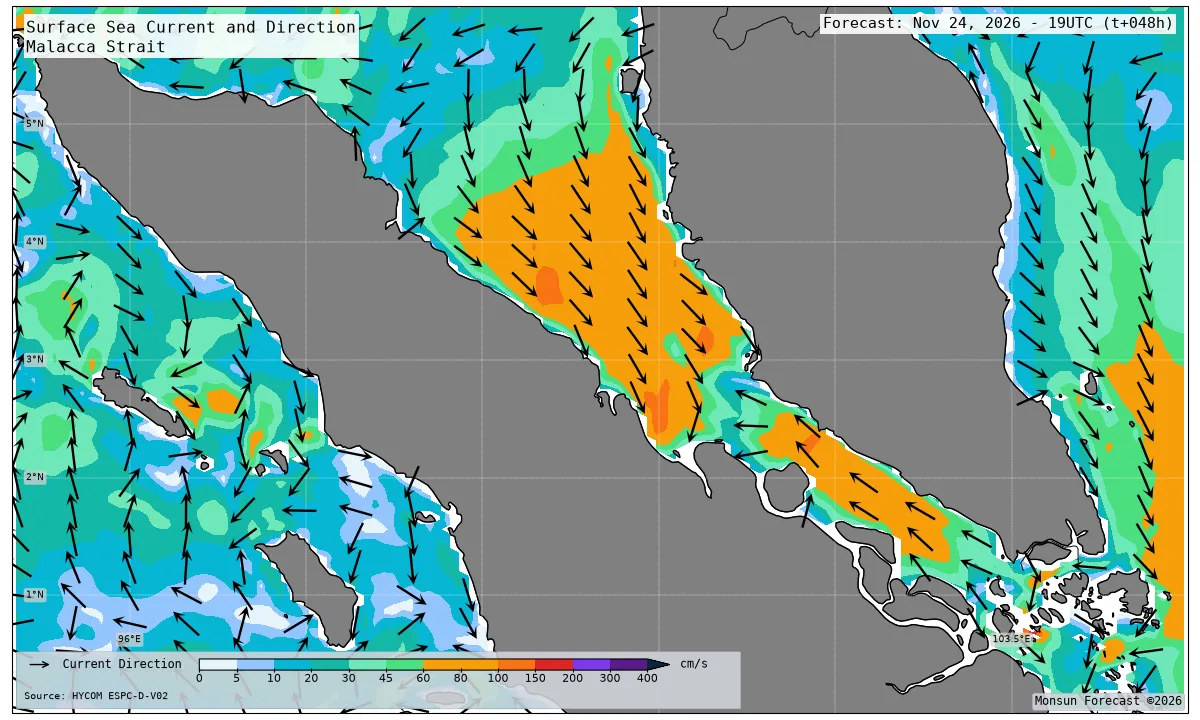 Surface Sea Current and Direction
Malacca Strait
Forecast: Nov 24, 2026 - 19UTC (t+048h)
5°N
4°N
3°N
2°N
1°N
96°E
103.5°E
Current Direction
0 5 10 20 30 45 60 80 100 150 200 300 400
cm/s
Source: HYCOM ESPC-D-V02
Monsun Forecast ©2026